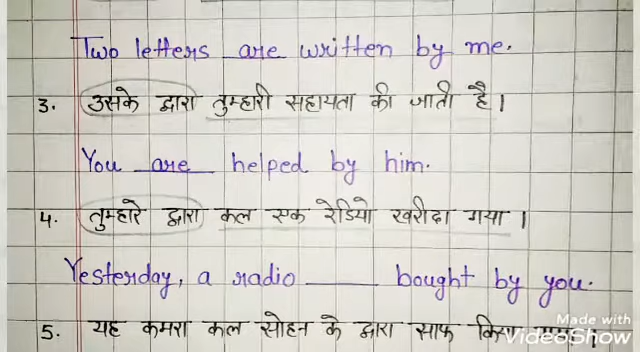 Two letters are written by me.
3. उसके द्वारा तुम्हारी सहायता की जाती है।
You are helped by him.
4. तुम्हारे द्वारा कल एक रेडियो खरीदा गया।
Yesterday, a radio ______ bought by you.
5. यह कमरा कल सोहन के द्वारा साफ किया
Made with
VideoShow